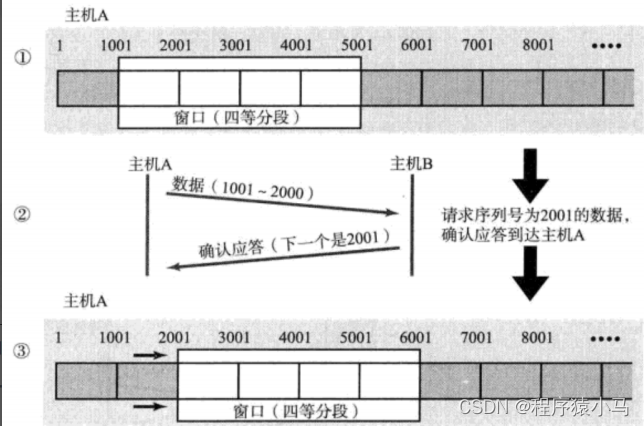 主机A
① 1 1001 2001 3001 4001 5001 6001 7001 8001 ••••
窗口(四等分段)
主机A 主机B
② 数据(1001~2000)
确认应答(下一个是2001)
请求序列号为2001的数据,
确认应答到达主机A
主机A
③ 1 1001 2001 3001 4001 5001 6001 7001 8001 ••••
窗口(四等分段)
CSDN @程序猿小马